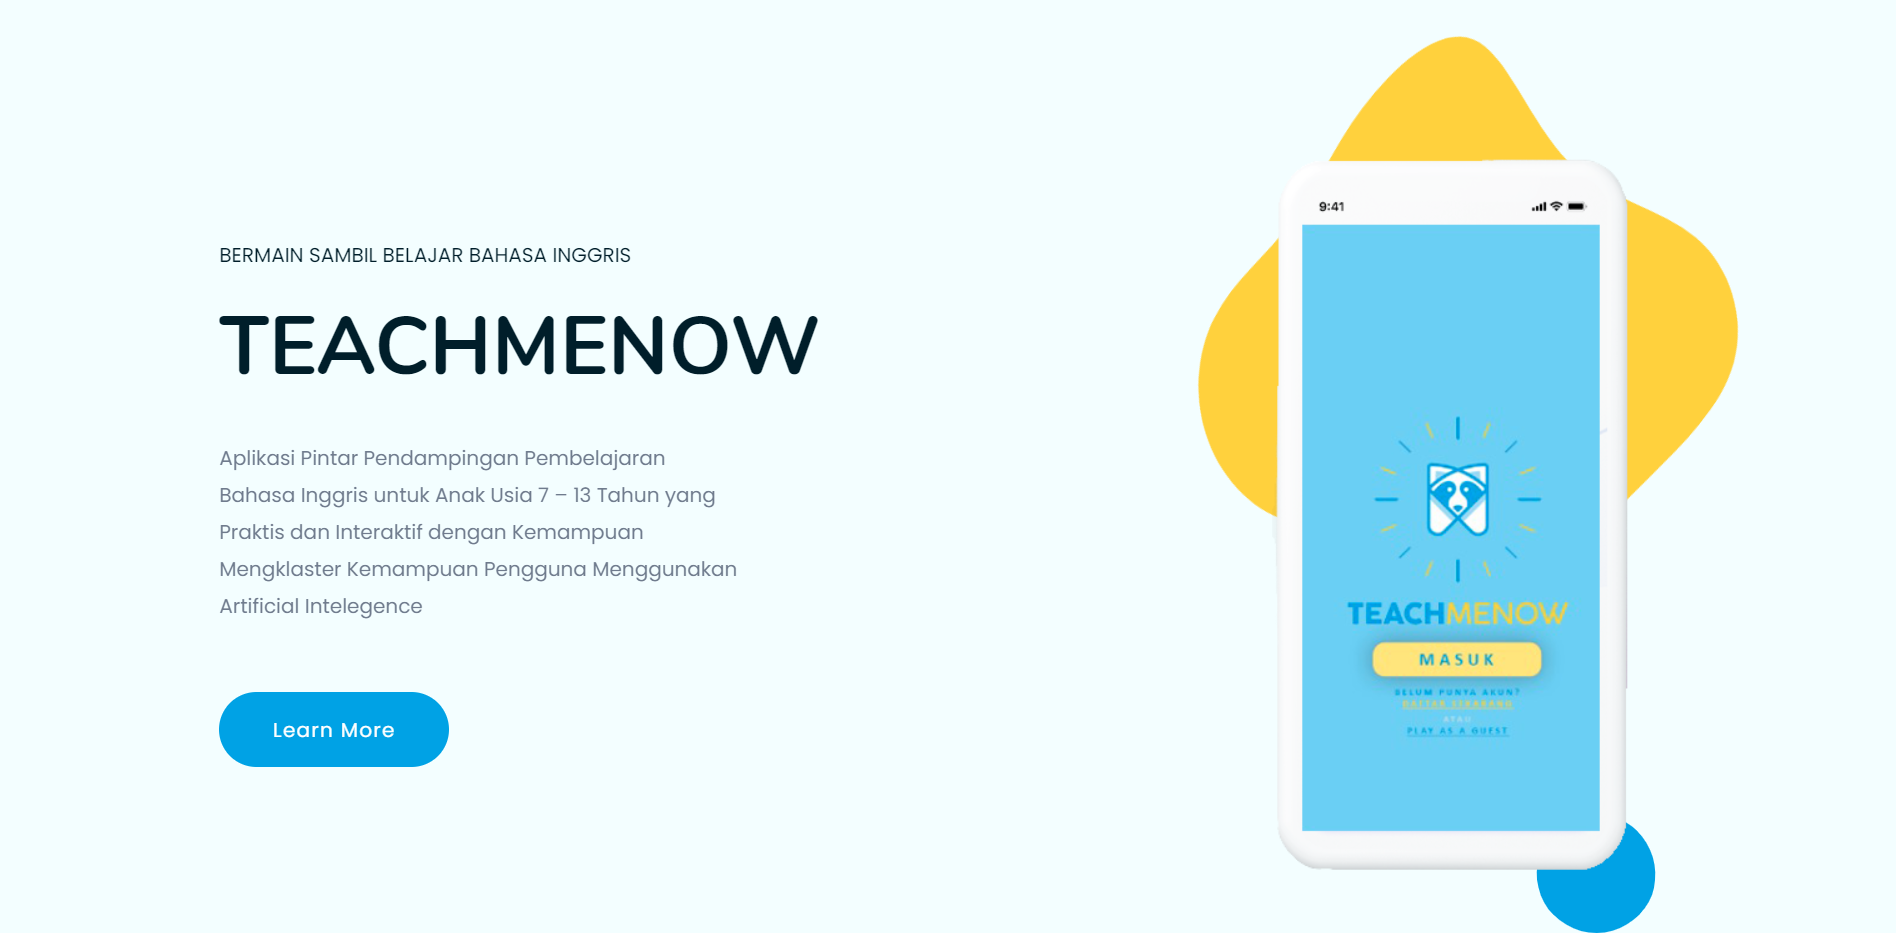 BERMAIN SAMBIL BELAJAR BAHASA INGGRIS
TEACHMENOW
Aplikasi Pintar Pendampingan Pembelajaran
Bahasa Inggris untuk Anak Usia 7 – 13 Tahun yang
Praktis dan Interaktif dengan Kemampuan
Mengklaster Kemampuan Pengguna Menggunakan
Artificial Intelegence
Learn More
9:41
TEACHMENOW
MASUK
BELUM PUNYA AKUN?
DAFTAR SEKARANG
ATAU
PLAY AS A GUEST